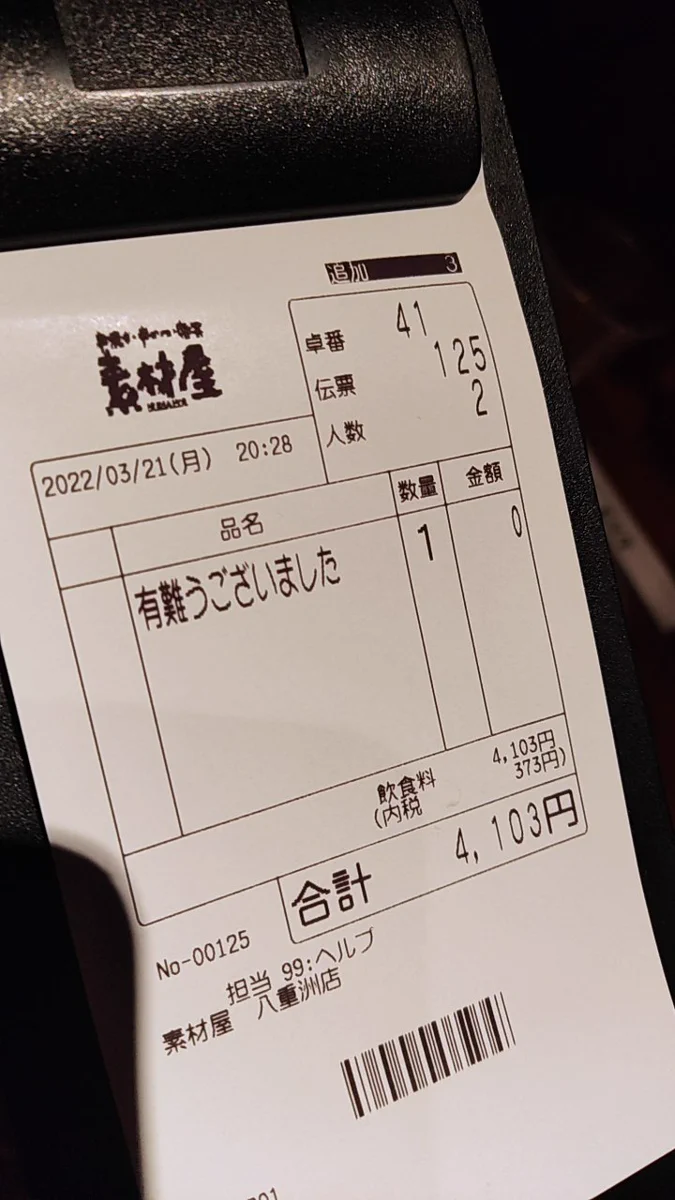 追加 3
素材屋
卓番 41
伝票 125
人数 2
2022/03/21(月) 20:28
品名 数量 金額
有難うございました 1 0
飲食料 4,103円
(内税 373円)
合計 4,103円
No-00125
担当 99:ヘルプ
素材屋 八重洲店